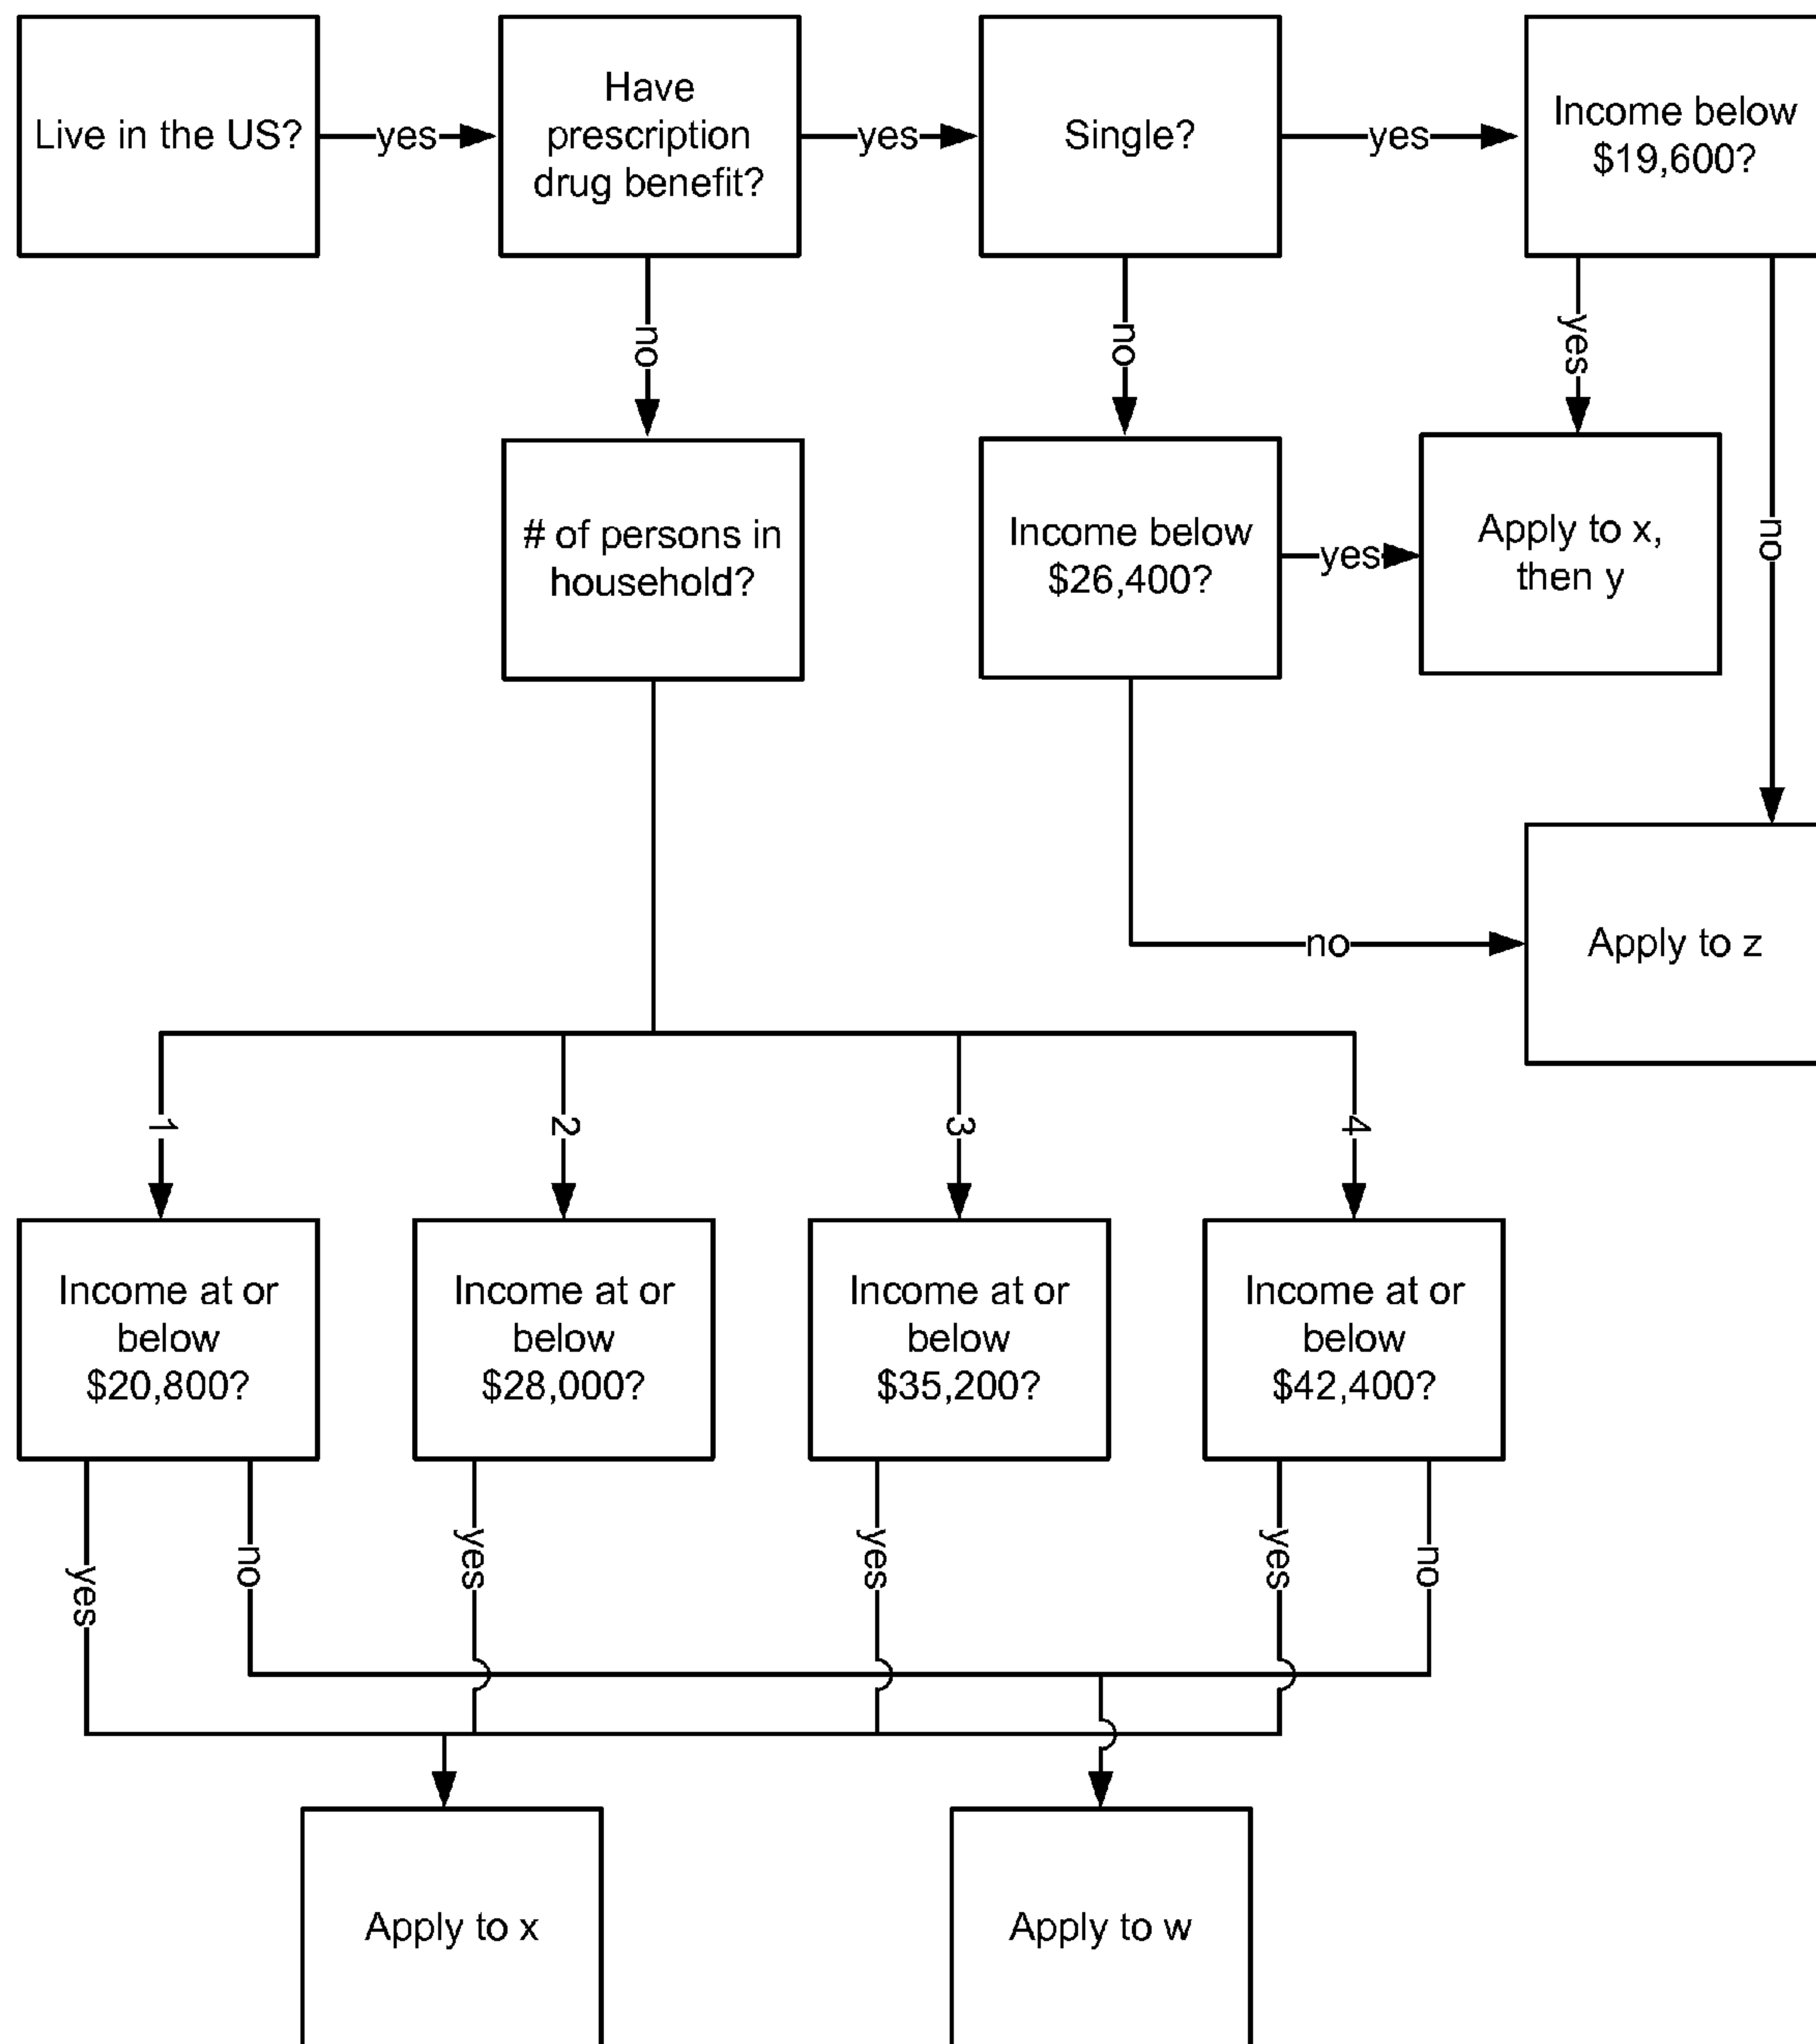 Live in the US?
yes
Have
prescription
drug benefit?
yes
Single?
yes
Income below
$19,600?
no
no
yes
no
# of persons in
household?
Income below
$26,400?
yes
Apply to x,
then y
no
Apply to z
1
2
3
4
Income at or
below
$20,800?
Income at or
below
$28,000?
Income at or
below
$35,200?
Income at or
below
$42,400?
yes
no
yes
yes
yes
no
Apply to x
Apply to w